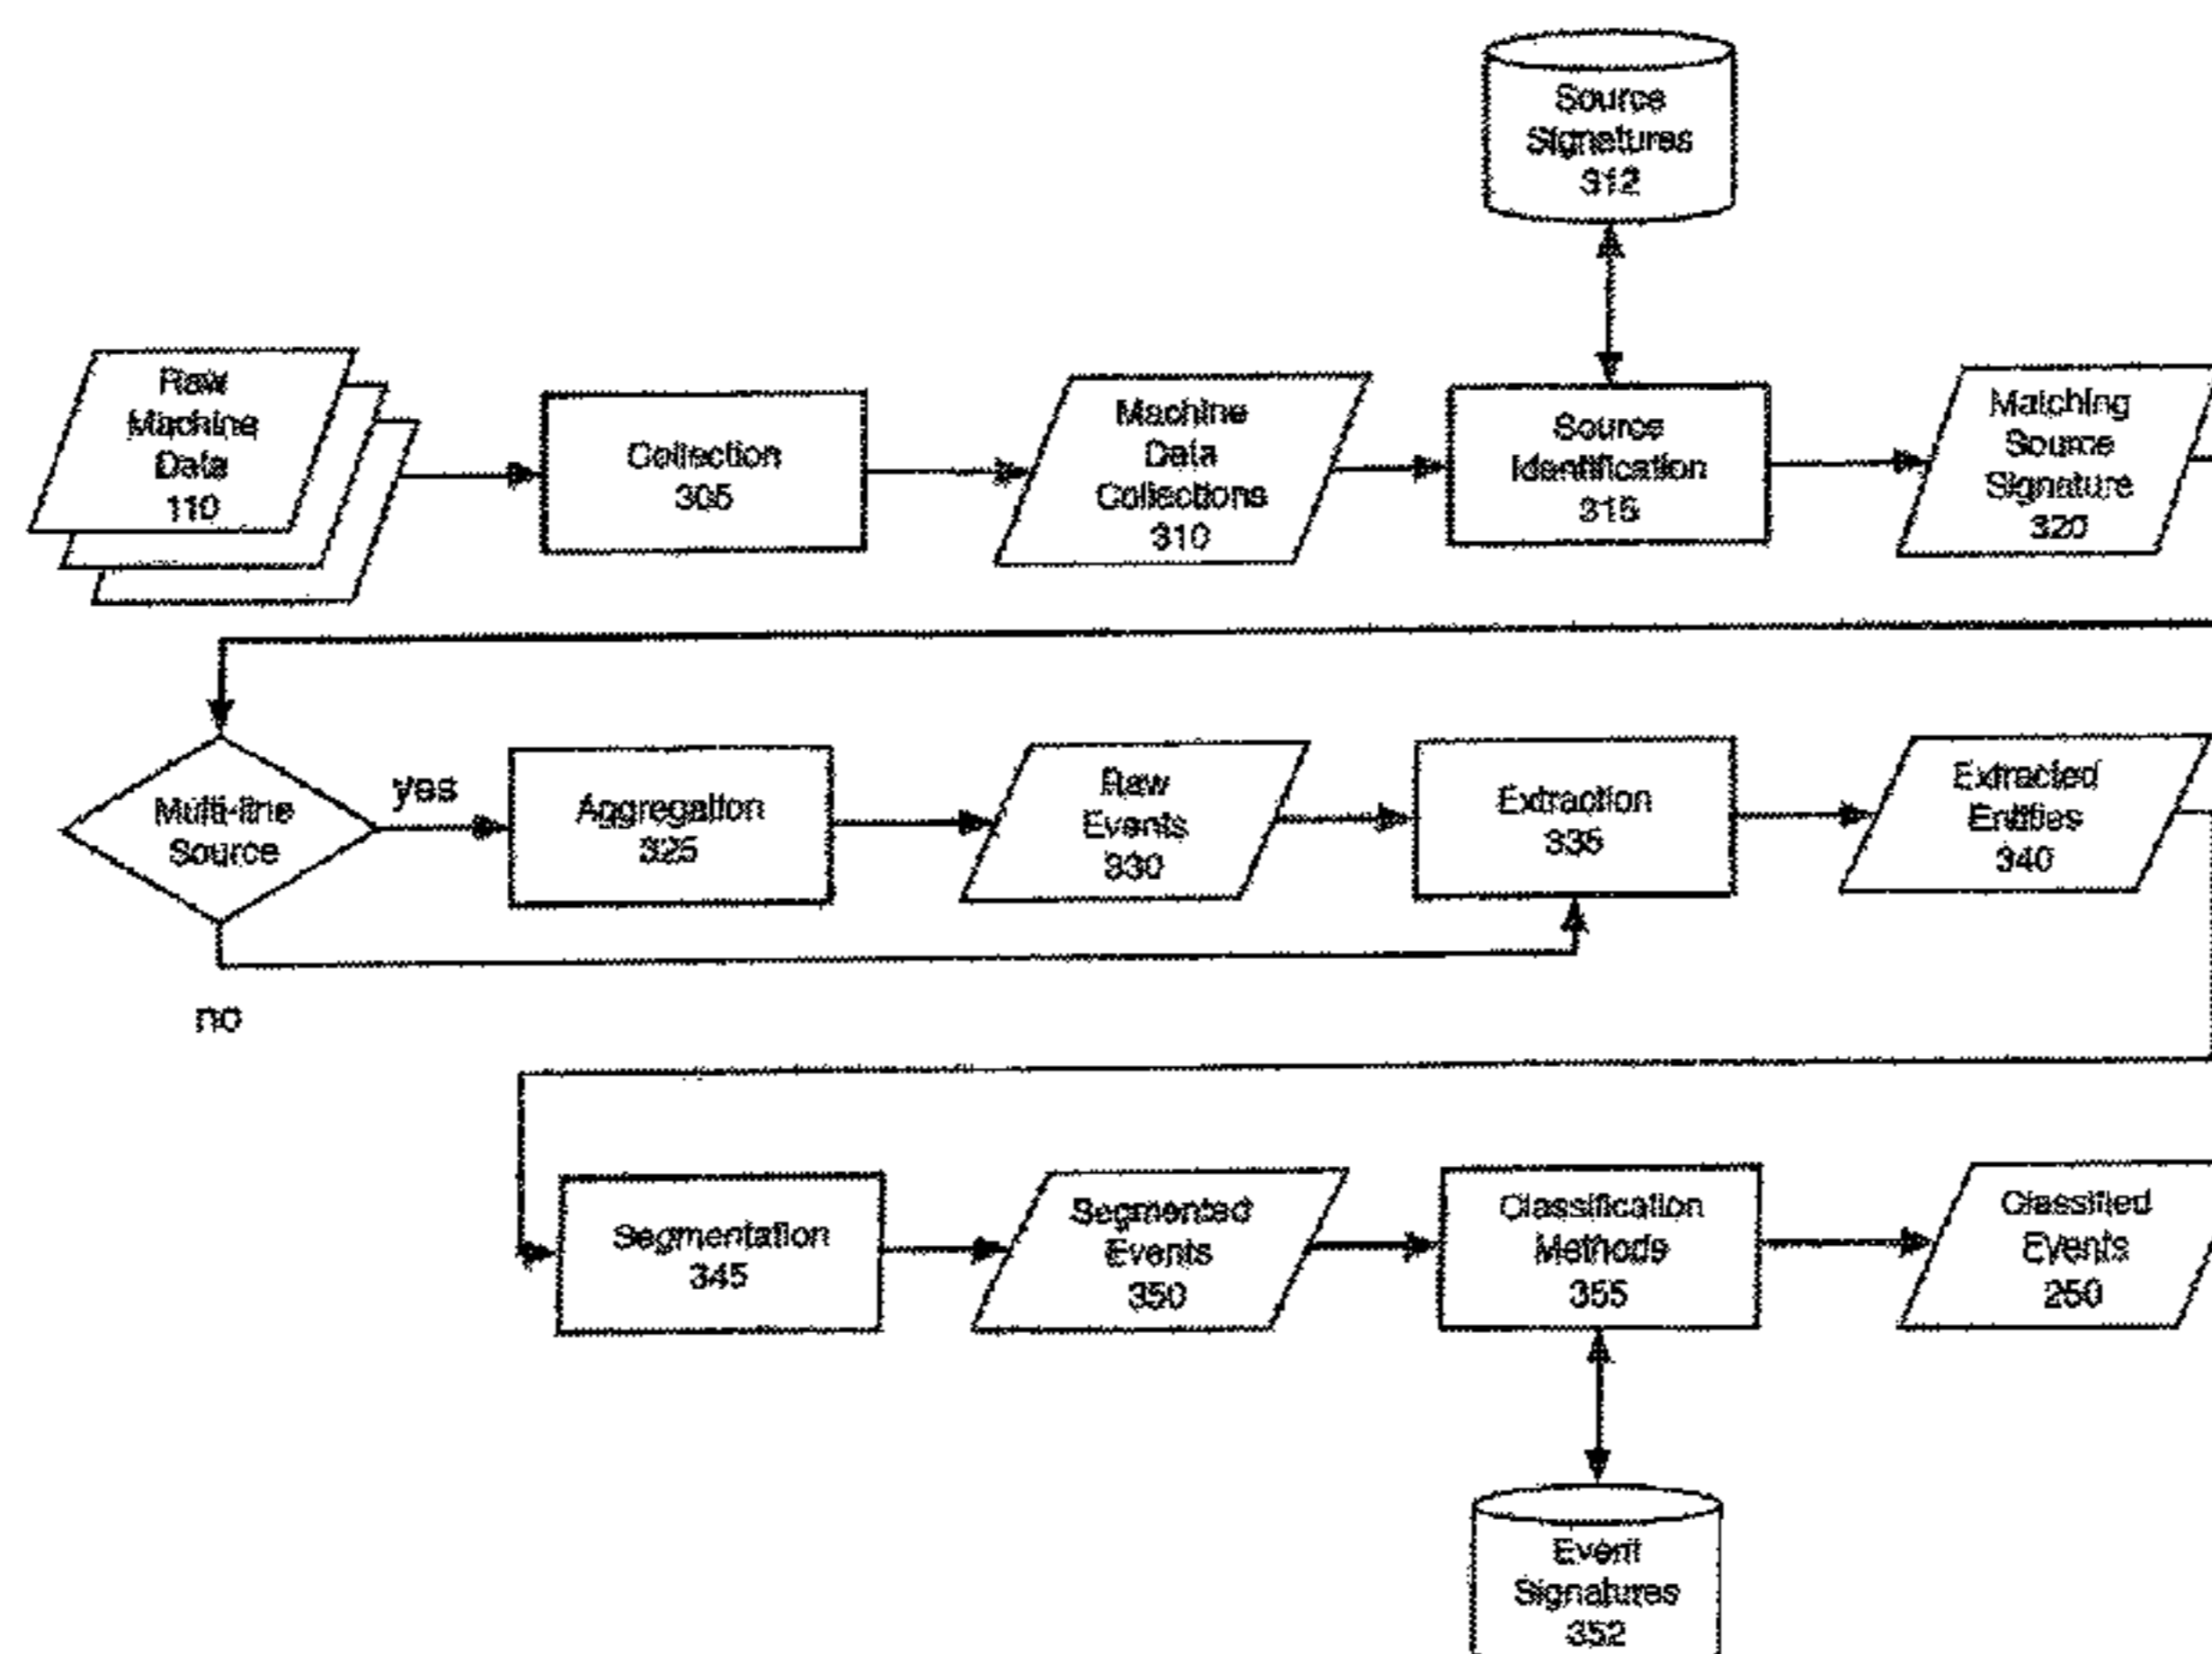 Source
Signatures
312
Raw
Machine
Data
110
Collection
305
Machine
Data
Collections
310
Source
Identification
315
Matching
Source
Signature
320
Multi-line
Source
yes
Aggregation
325
Raw
Events
330
Extraction
335
Extracted
Entities
340
no
Segmentation
345
Segmented
Events
350
Classification
Methods
355
Classified
Events
250
Event
Signatures
352